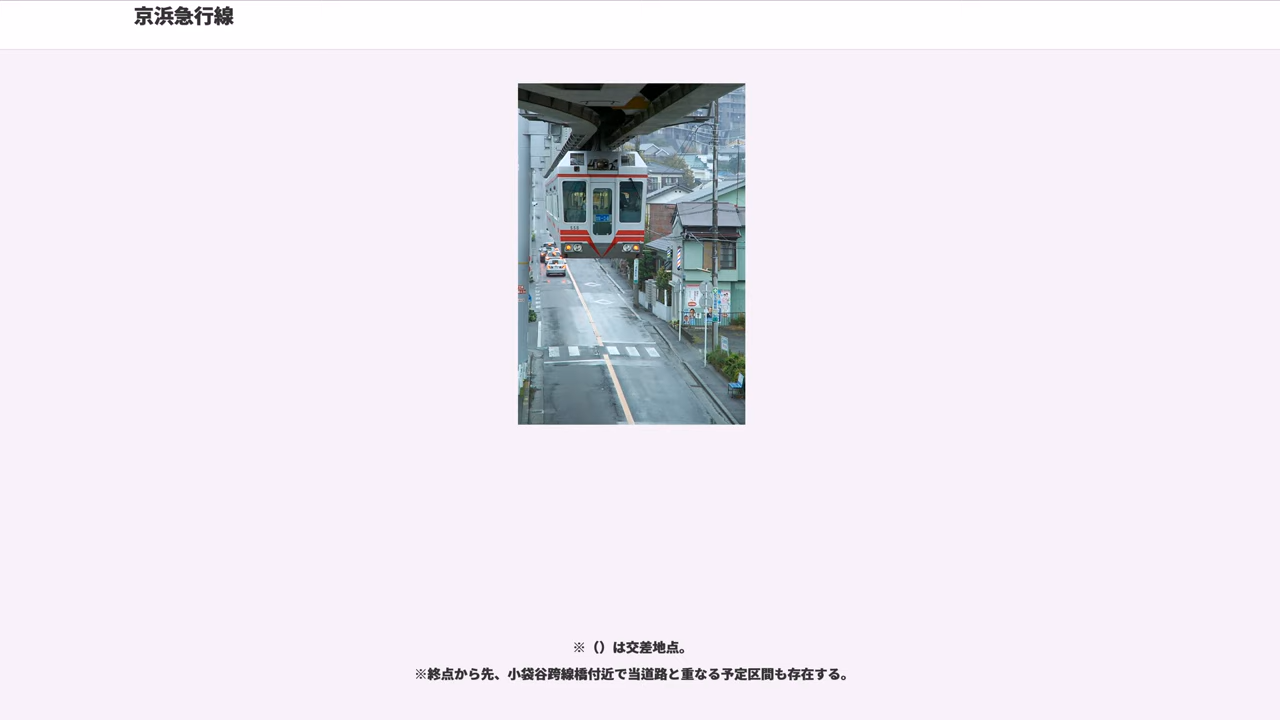 京浜急行線
※（）は交差地点。
※終点から先、小袋谷跨線橋付近で当道路と重なる予定区間も存在する。